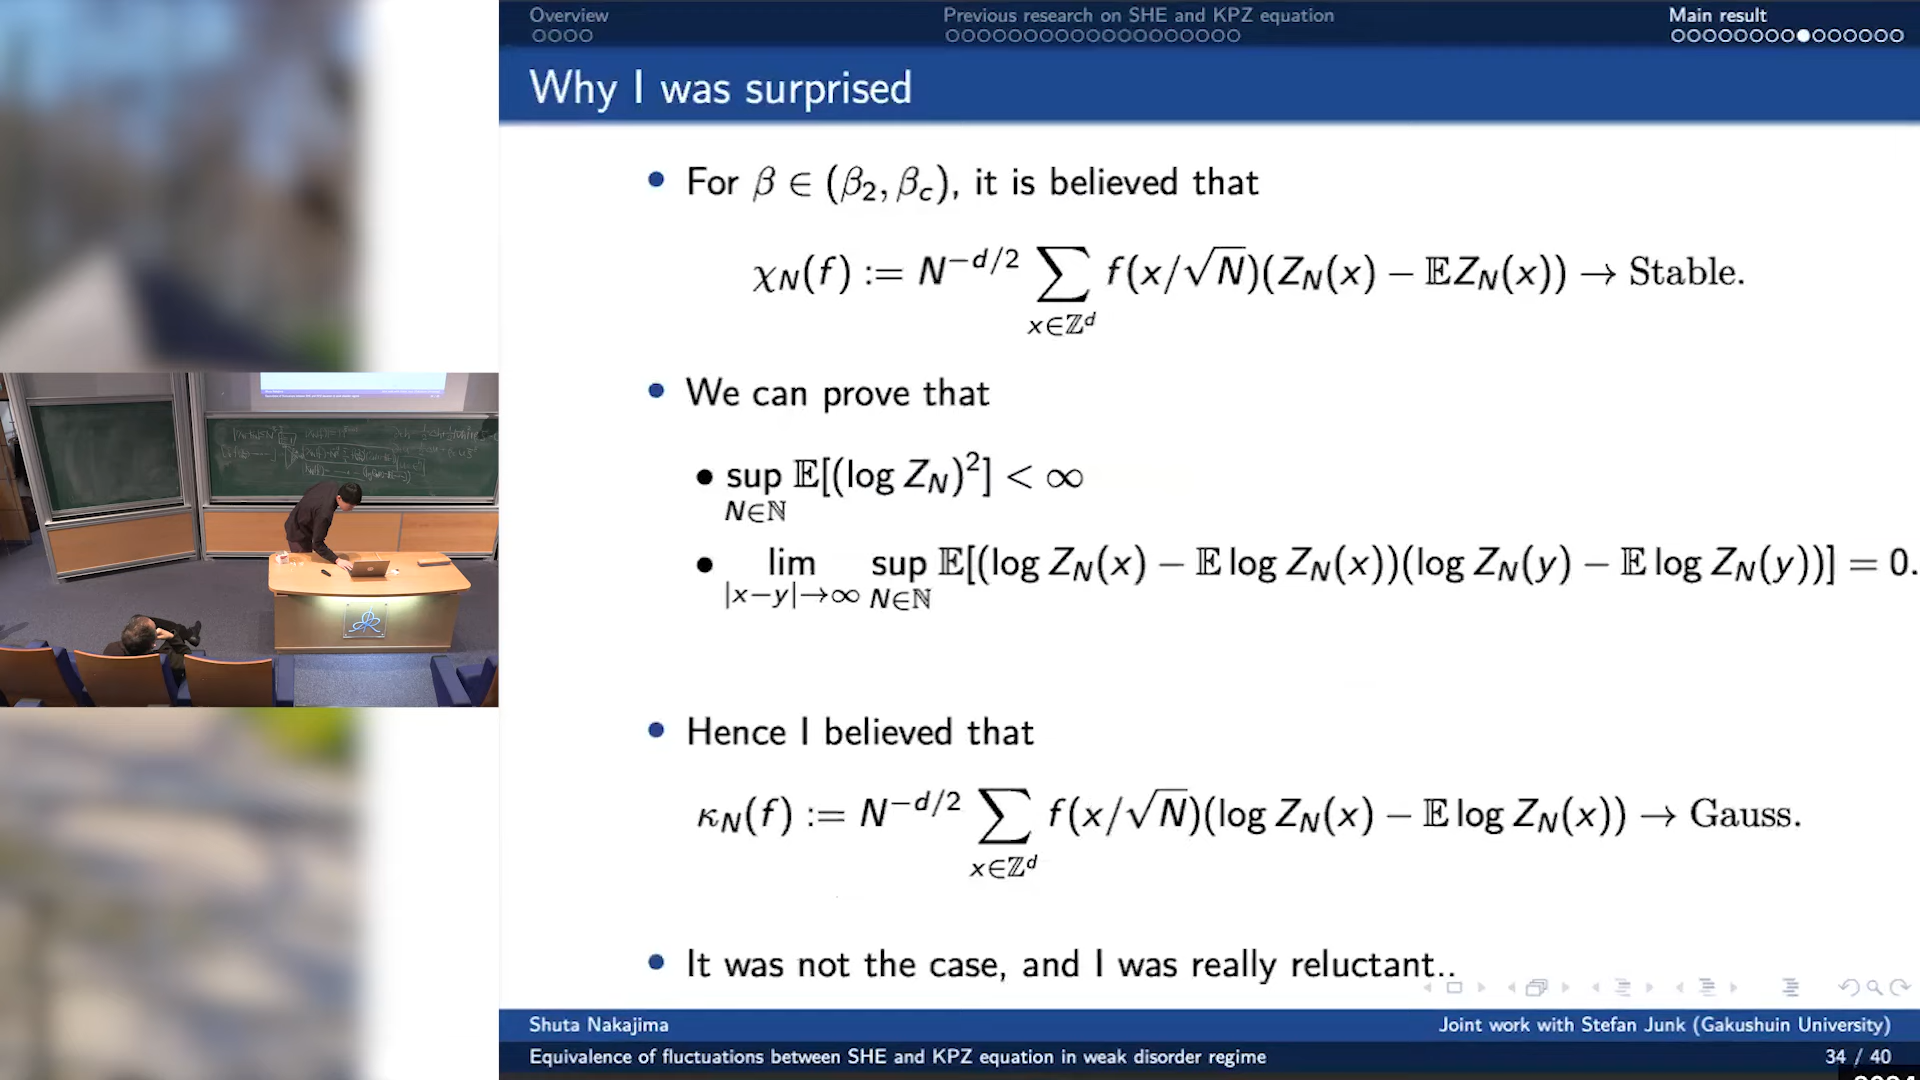 Overview
Previous research on SHE and KPZ equation
Main result
Why I was surprised
• For β ∈ (β₂, β_c), it is believed that
χ_N(f) := N^{-d/2} ∑_{x∈ℤ^d} f(x/√N)(Z_N(x) − 𝔼Z_N(x)) → Stable.
• We can prove that
• sup_{N∈ℕ} 𝔼[(log Z_N)²] < ∞
• lim_{|x−y|→∞} sup_{N∈ℕ} 𝔼[(log Z_N(x) − 𝔼 log Z_N(x))(log Z_N(y) − 𝔼 log Z_N(y))] = 0.
• Hence I believed that
κ_N(f) := N^{-d/2} ∑_{x∈ℤ^d} f(x/√N)(log Z_N(x) − 𝔼 log Z_N(x)) → Gauss.
• It was not the case, and I was really reluctant..
Shuta Nakajima
Joint work with Stefan Junk (Gakushuin University)
Equivalence of fluctuations between SHE and KPZ equation in weak disorder regime
34 / 40